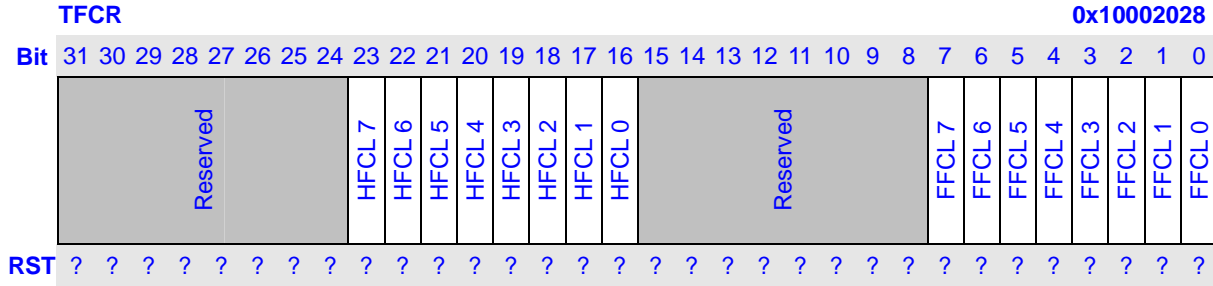 TFCR 0x10002028
Bit 31 30 29 28 27 26 25 24 23 22 21 20 19 18 17 16 15 14 13 12 11 10 9 8 7 6 5 4 3 2 1 0
Reserved HFCL 7 HFCL 6 HFCL 5 HFCL 4 HFCL 3 HFCL 2 HFCL 1 HFCL 0 Reserved FFCL 7 FFCL 6 FFCL 5 FFCL 4 FFCL 3 FFCL 2 FFCL 1 FFCL 0
RST ? ? ? ? ? ? ? ? ? ? ? ? ? ? ? ? ? ? ? ? ? ? ? ? ? ? ? ? ? ? ? ?